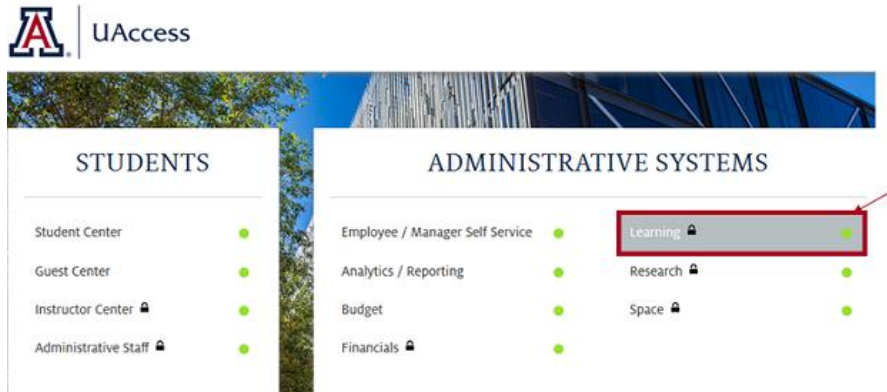 A
UAccess
STUDENTS
Student Center
Guest Center
Instructor Center
Administrative Staff
ADMINISTRATIVE SYSTEMS
Employee / Manager Self Service
Analytics / Reporting
Budget
Financials
Learning
Research
Space